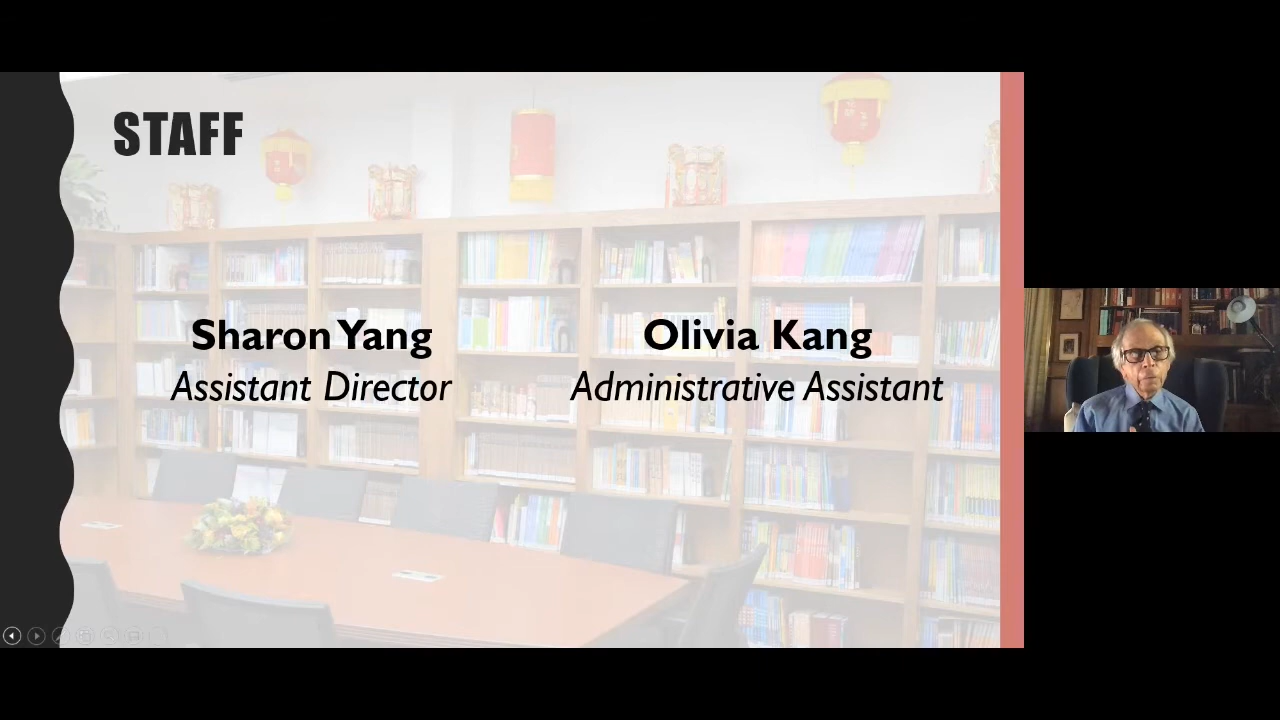 STAFF
Sharon Yang
Assistant Director
Olivia Kang
Administrative Assistant